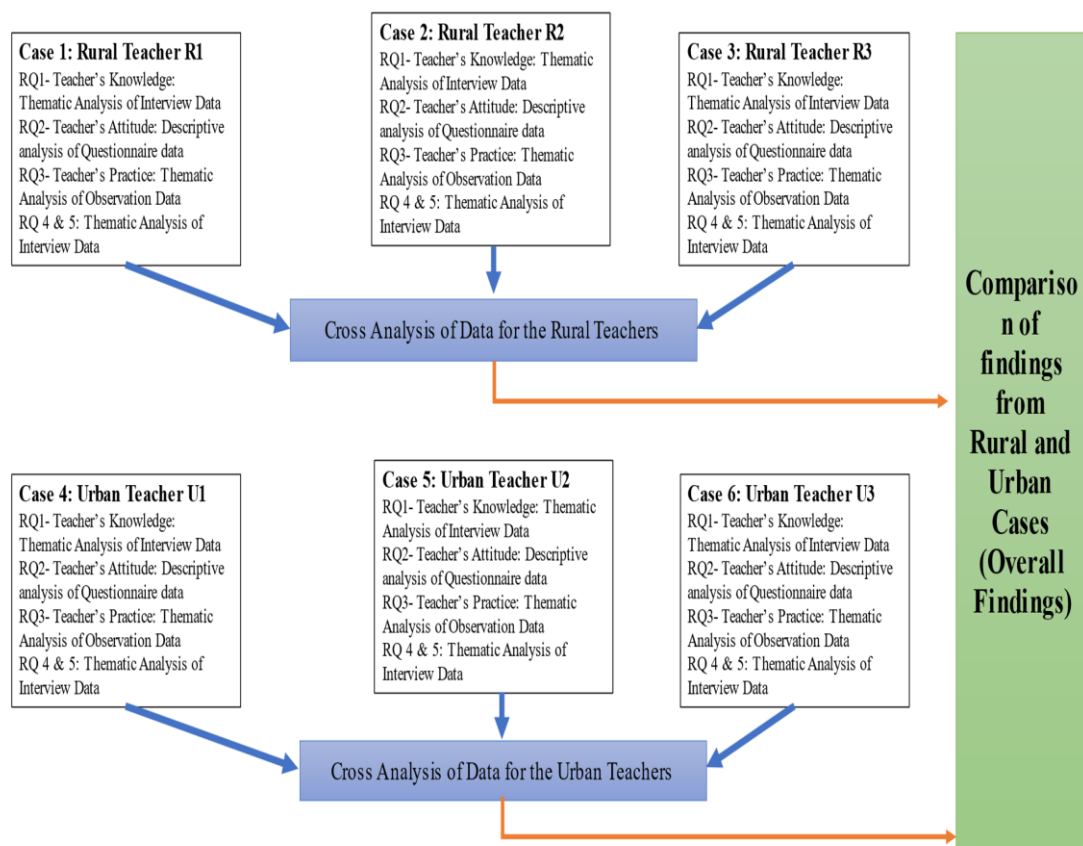 Case 1: Rural Teacher R1
RQ1- Teacher’s Knowledge:
Thematic Analysis of Interview Data
RQ2- Teacher’s Attitude: Descriptive
analysis of Questionnaire data
RQ3- Teacher’s Practice: Thematic
Analysis of Observation Data
RQ 4 & 5: Thematic Analysis of
Interview Data
Case 2: Rural Teacher R2
RQ1- Teacher’s Knowledge: Thematic
Analysis of Interview Data
RQ2- Teacher’s Attitude: Descriptive
analysis of Questionnaire data
RQ3- Teacher’s Practice: Thematic
Analysis of Observation Data
RQ 4 & 5: Thematic Analysis of
Interview Data
Case 3: Rural Teacher R3
RQ1- Teacher’s Knowledge:
Thematic Analysis of Interview Data
RQ2- Teacher’s Attitude: Descriptive
analysis of Questionnaire data
RQ3- Teacher’s Practice: Thematic
Analysis of Observation Data
RQ 4 & 5: Thematic Analysis of
Interview Data
Cross Analysis of Data for the Rural Teachers
Case 4: Urban Teacher U1
RQ1- Teacher’s Knowledge:
Thematic Analysis of Interview Data
RQ2- Teacher’s Attitude: Descriptive
analysis of Questionnaire data
RQ3- Teacher’s Practice: Thematic
Analysis of Observation Data
RQ 4 & 5: Thematic Analysis of
Interview Data
Case 5: Urban Teacher U2
RQ1- Teacher’s Knowledge: Thematic
Analysis of Interview Data
RQ2- Teacher’s Attitude: Descriptive
analysis of Questionnaire data
RQ3- Teacher’s Practice: Thematic
Analysis of Observation Data
RQ 4 & 5: Thematic Analysis of
Interview Data
Case 6: Urban Teacher U3
RQ1- Teacher’s Knowledge:
Thematic Analysis of Interview Data
RQ2- Teacher’s Attitude: Descriptive
analysis of Questionnaire data
RQ3- Teacher’s Practice: Thematic
Analysis of Observation Data
RQ 4 & 5: Thematic Analysis of
Interview Data
Cross Analysis of Data for the Urban Teachers
Compariso
n of
findings
from
Rural and
Urban
Cases
(Overall
Findings)